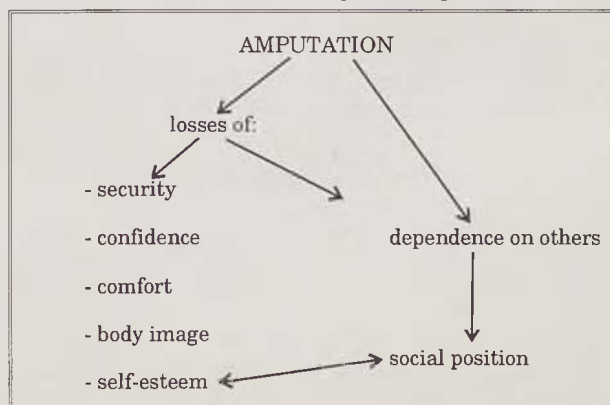 AMPUTATION
losses of:
- security
- confidence
dependence on others
- comfort
- body image
social position
- self-esteem